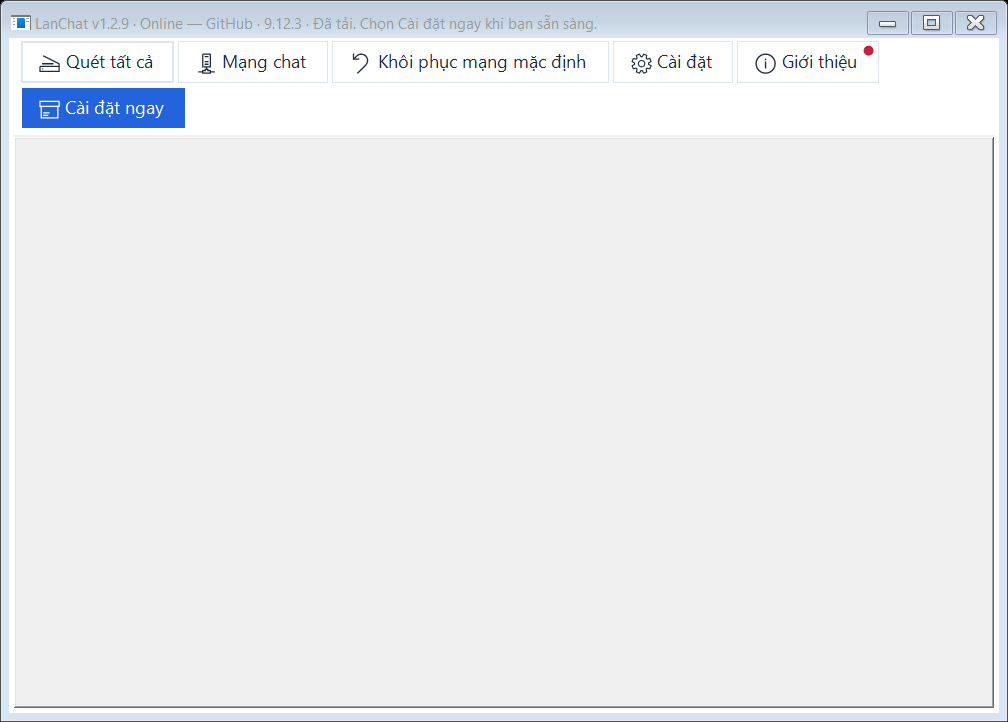 LanChat v1.2.9 · Online — GitHub · 9.12.3 · Đã tải. Chọn Cài đặt ngay khi bạn sẵn sàng.
Quét tất cả Mạng chat Khôi phục mạng mặc định Cài đặt Giới thiệu
Cài đặt ngay